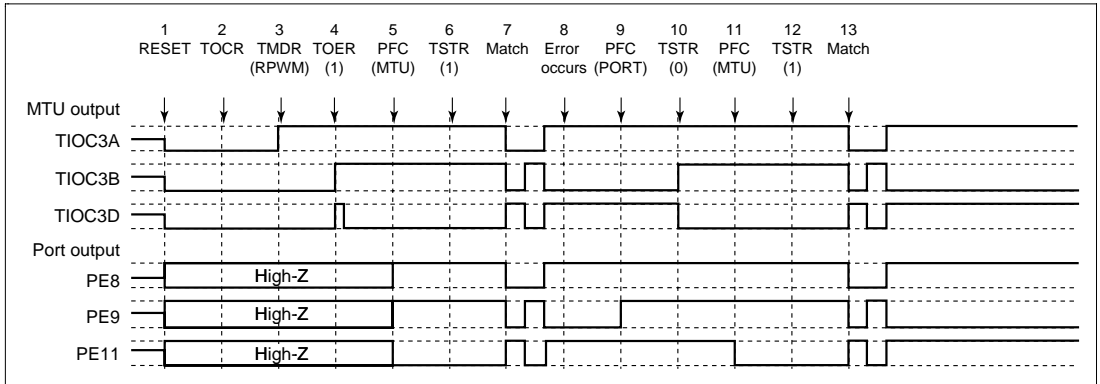 1 2 3 4 5 6 7 8 9 10 11 12 13
RESET TOCR TMDR TOER PFC TSTR Match Error PFC TSTR PFC TSTR Match
(RPWM) (1) (MTU) (1) occurs (PORT) (0) (MTU) (1)
MTU output
TIOC3A
TIOC3B
TIOC3D
Port output
PE8 High-Z
PE9 High-Z
PE11 High-Z